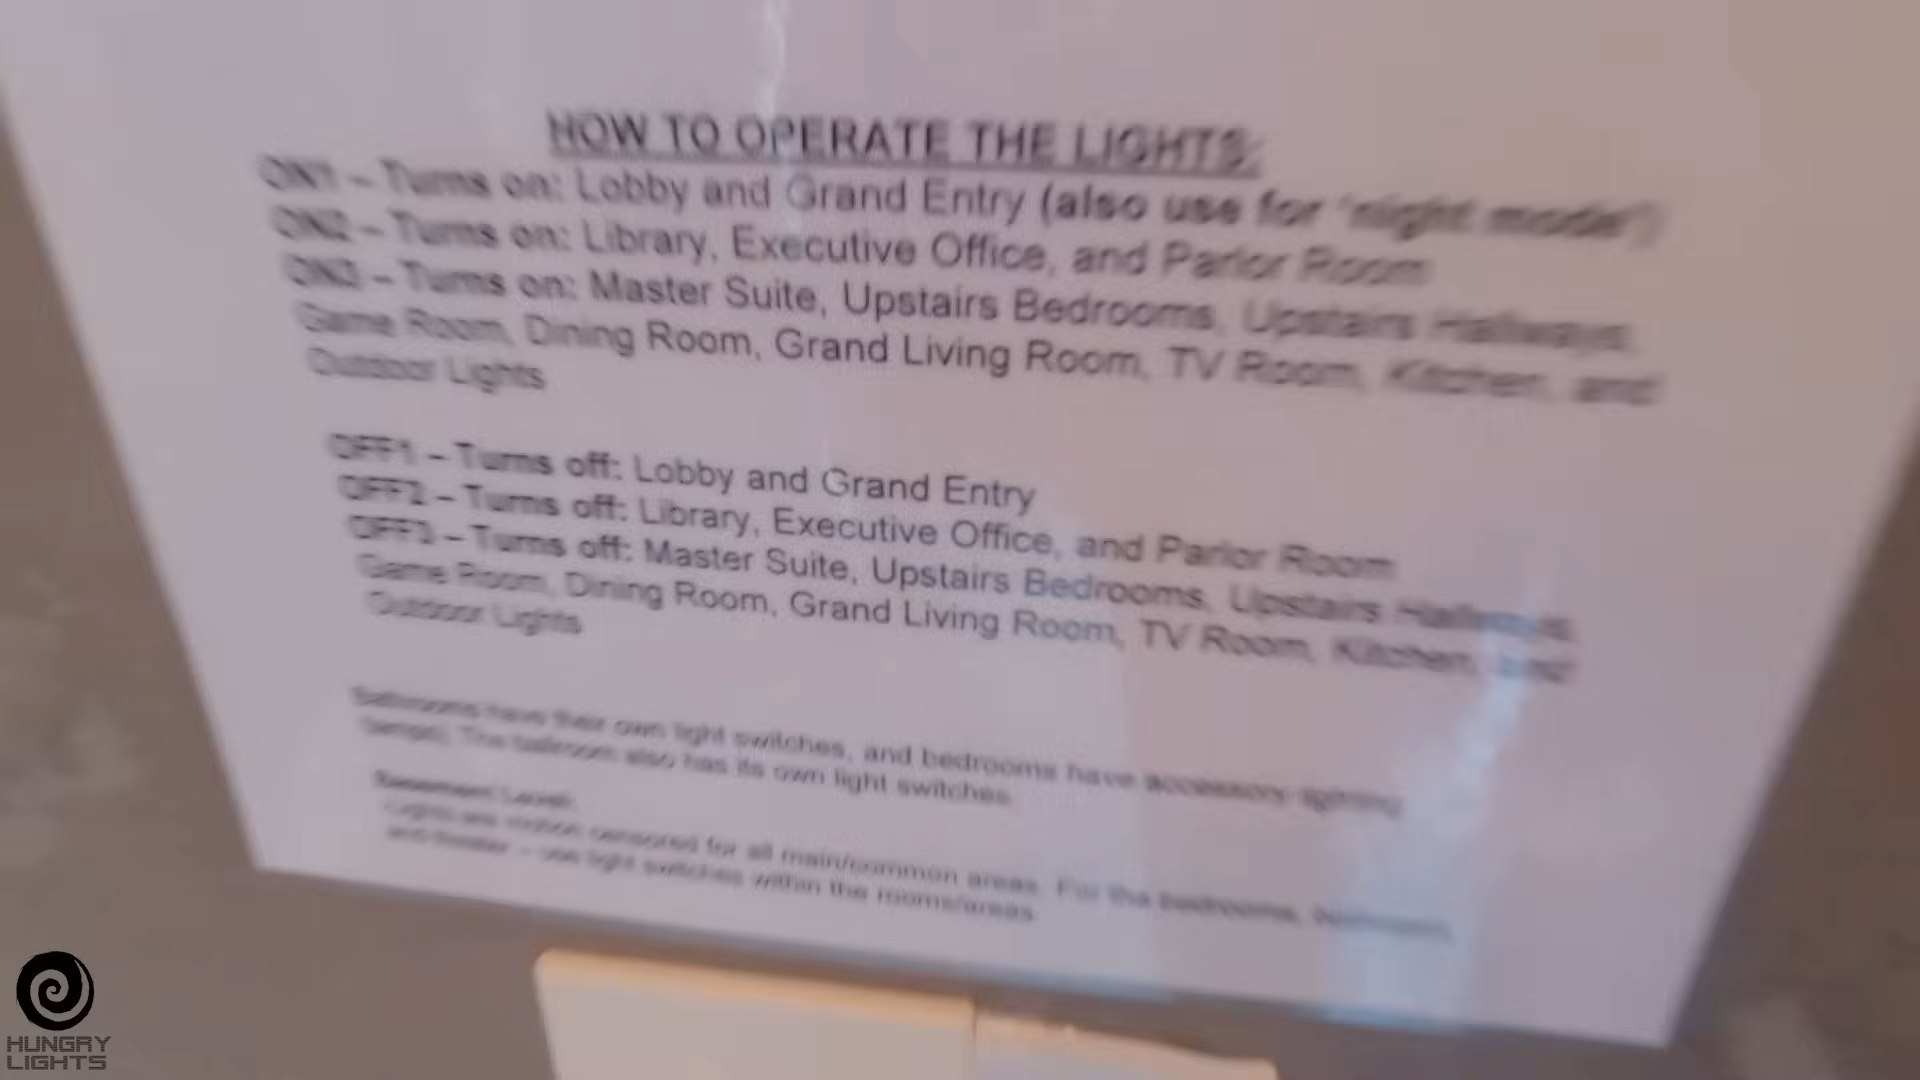 HOW TO OPERATE THE LIGHTS:
ON1 – Turns on: Lobby and Grand Entry (also use for "night mode")
ON2 – Turns on: Library, Executive Office, and Parlor Room
ON3 – Turns on: Master Suite, Upstairs Bedrooms, Upstairs Hallways,
Game Room, Dining Room, Grand Living Room, TV Room, Kitchen, and
Outdoor Lights
OFF1 – Turns off: Lobby and Grand Entry
OFF2 – Turns off: Library, Executive Office, and Parlor Room
OFF3 – Turns off: Master Suite, Upstairs Bedrooms, Upstairs Hallways,
Game Room, Dining Room, Grand Living Room, TV Room, Kitchen, and
Outdoor Lights
Bathrooms have their own light switches, and bedrooms have accessory lighting
The ballroom also has its own light switches.
Basement Level:
Lights are motion censored for all main/common areas. For the bedrooms,
and theater – use light switches within the rooms/areas.
HUNGRY
LIGHTS